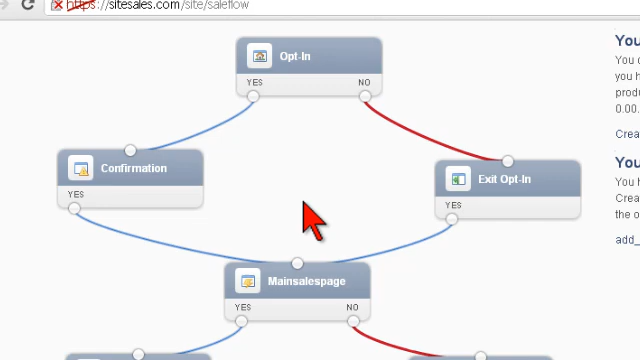 https://sitesales.com/site/saleflow
Opt-In
YES NO
Confirmation
YES
Exit Opt-In
YES
Mainsalespage
YES NO
You
You c
you h
produ
0.00.
Crea
You
You h
Crea
the o
add_